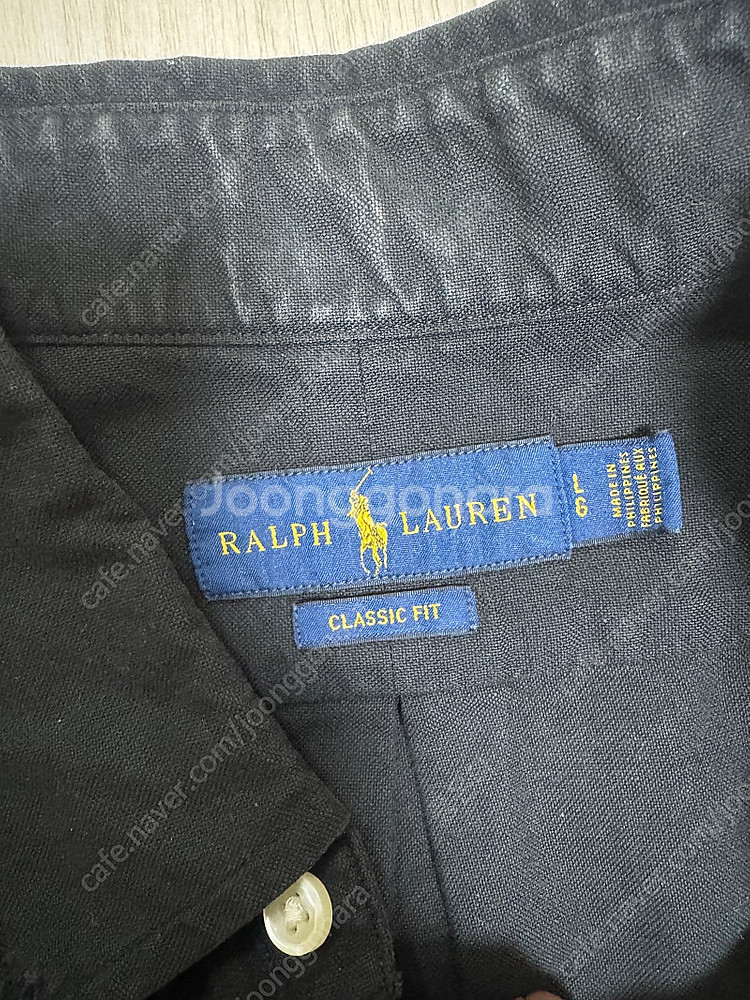 Joonggonara
RALPH LAUREN
L
G
MADE IN
PHILIPPINES
FABRIQUÉ AUX
PHILIPPINES
CLASSIC FIT
cafe.naver.com/joonggonara